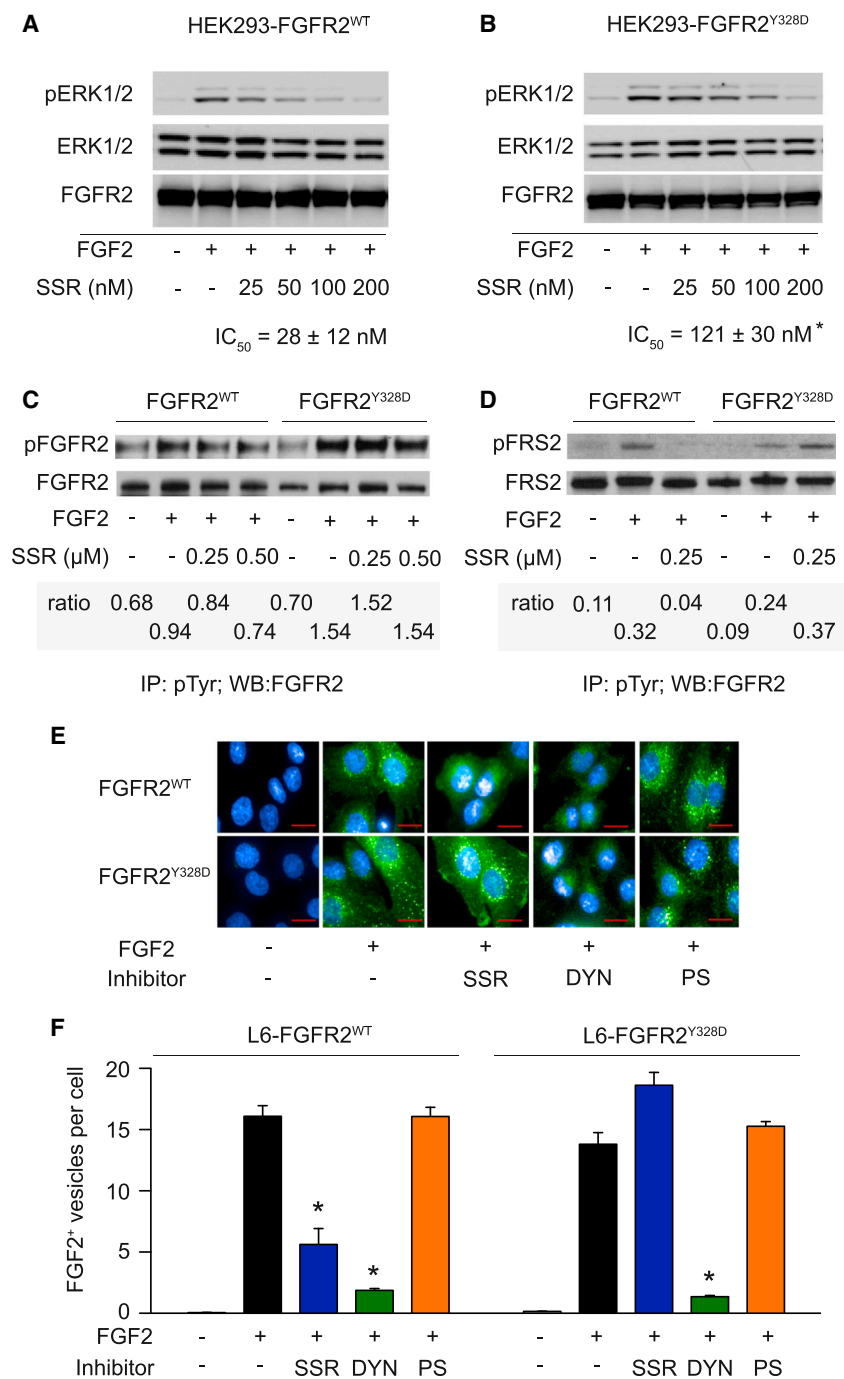 A
HEK293-FGFR2WT
pERK1/2
ERK1/2
FGFR2
FGF2 - + + + + +
SSR (nM) - - 25 50 100 200
IC50 = 28 ± 12 nM
B
HEK293-FGFR2Y328D
pERK1/2
ERK1/2
FGFR2
FGF2 - + + + + +
SSR (nM) - - 25 50 100 200
IC50 = 121 ± 30 nM*
C
FGFR2WT FGFR2Y328D
pFGFR2
FGFR2
FGF2 - + + + - + + +
SSR (µM) - - 0.25 0.50 - - 0.25 0.50
ratio 0.68 0.84 0.70 1.52
0.94 0.74 1.54 1.54
IP: pTyr; WB:FGFR2
D
FGFR2WT FGFR2Y328D
pFRS2
FRS2
FGF2 - + + - + +
SSR (µM) - - 0.25 - - 0.25
ratio 0.11 0.04 0.24
0.32 0.09 0.37
IP: pTyr; WB:FGFR2
E
FGFR2WT
FGFR2Y328D
FGF2 - + + + +
Inhibitor - - SSR DYN PS
F
L6-FGFR2WT L6-FGFR2Y328D
FGF2+ vesicles per cell
20
15
10
5
0
* * *
FGF2 - + + + + - + + + +
Inhibitor - - SSR DYN PS - - SSR DYN PS